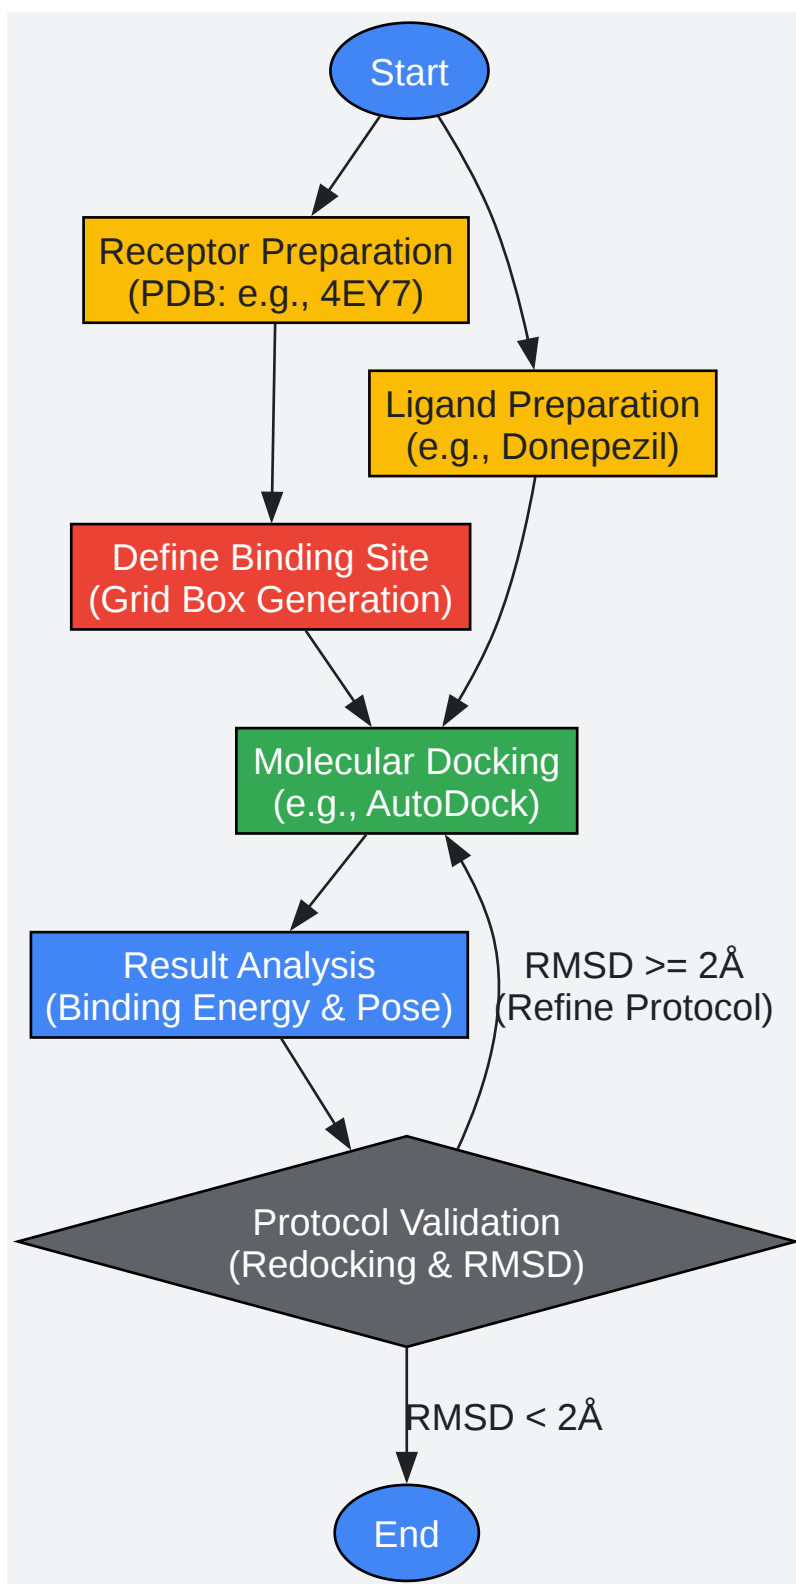 Start
Receptor Preparation
(PDB: e.g., 4EY7)
Ligand Preparation
(e.g., Donepezil)
Define Binding Site
(Grid Box Generation)
Molecular Docking
(e.g., AutoDock)
Result Analysis
(Binding Energy & Pose)
RMSD >= 2Å
(Refine Protocol)
Protocol Validation
(Redocking & RMSD)
RMSD < 2Å
End